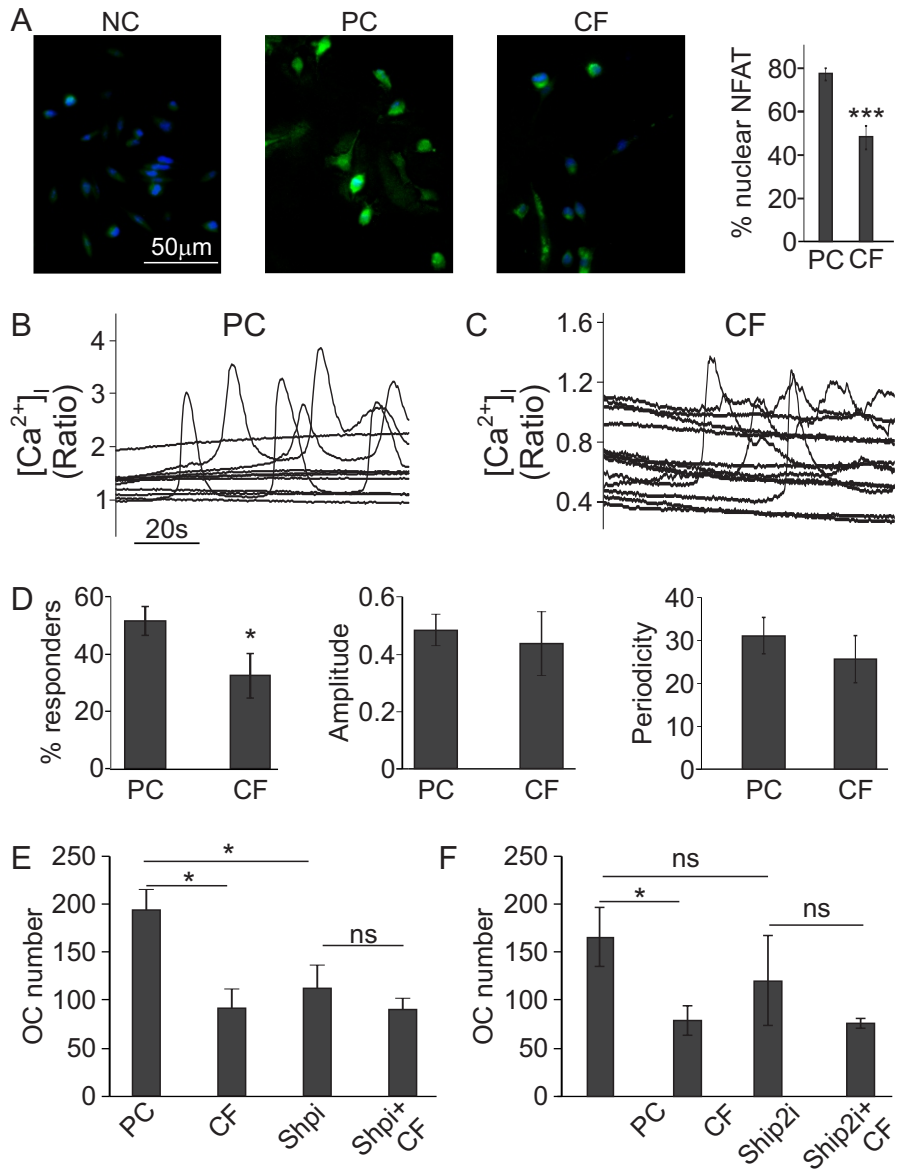 A
NC
PC
CF
50μm
% nuclear NFAT
80
60
40
20
0
***
PC CF
B
PC
[Ca2+]I
(Ratio)
4
3
2
1
20s
C
CF
[Ca2+]I
(Ratio)
1.6
1.2
0.8
0.4
D
% responders
60
40
20
0
*
PC CF
Amplitude
0.6
0.4
0.2
0
PC CF
Periodicity
40
30
20
10
0
PC CF
E
OC number
250
200
150
100
50
0
*
*
ns
PC
CF
Shpi
Shpi+
CF
F
OC number
250
200
150
100
50
0
ns
*
ns
PC
CF
Ship2i
Ship2i+
CF